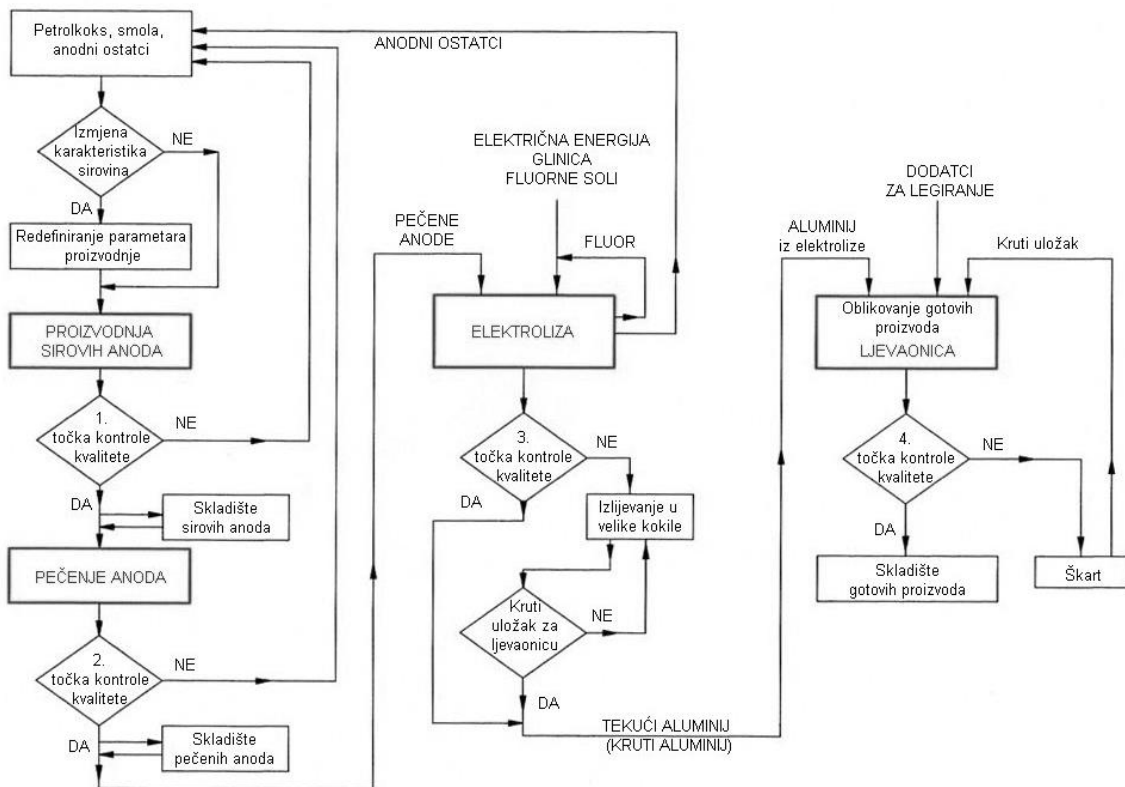 Petrolkoks, smola,
anodni ostatci
Izmjena
karakteristika
sirovina
NE
DA
Redefiniranje parametara
proizvodnje
PROIZVODNJA
SIROVIH ANODA
1.
točka kontrole
kvalitete
NE
DA
Skladište
sirovih anoda
PEČENJE ANODA
2.
točka kontrole
kvalitete
NE
DA
Skladište
pečenih anoda
ANODNI OSTATCI
ELEKTRIČNA ENERGIJA
GLINICA
FLUORNE SOLI
PEČENE
ANODE
FLUOR
ELEKTROLIZA
3.
točka kontrole
kvalitete
NE
DA
Izlijevanje u
velike kokile
Kruti
uložak za
ljevaonicu
NE
DA
TEKUĆI ALUMINIJ
(KRUTI ALUMINIJ)
DODATCI
ZA LEGIRANJE
ALUMINIJ
iz elektrolize
Kruti uložak
Oblikovanje gotovih
proizvoda
LJEVAONICA
4.
točka kontrole
kvalitete
NE
DA
Skladište
gotovih proizvoda
Škart